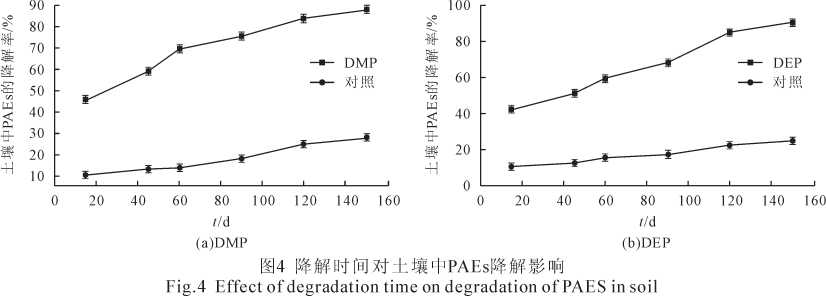 土壤中PAEs的降解率/%
90
80
70
60
50
40
30
20
10
DMP
对照
0 20 40 60 80 100 120 140 160
t/d
(a)DMP
土壤中PAEs的降解率/%
100
80
60
40
20
0
DEP
对照
0 20 40 60 80 100 120 140 160
t/d
(b)DEP
图4 降解时间对土壤中PAEs降解影响
Fig.4 Effect of degradation time on degradation of PAES in soil